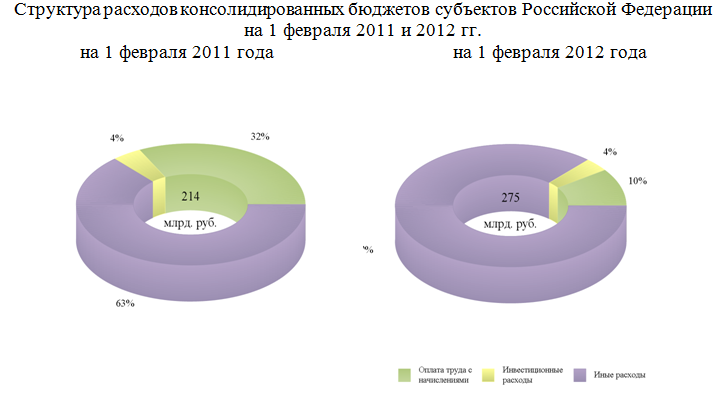 Структура расходов консолидированных бюджетов субъектов Российской Федерации
на 1 февраля 2011 и 2012 гг.
на 1 февраля 2011 года
на 1 февраля 2012 года
4%
32%
214
млрд. руб.
63%
4%
10%
275
млрд. руб.
%
Оплата труда с
начислениями
Инвестиционные
расходы
Иные расходы